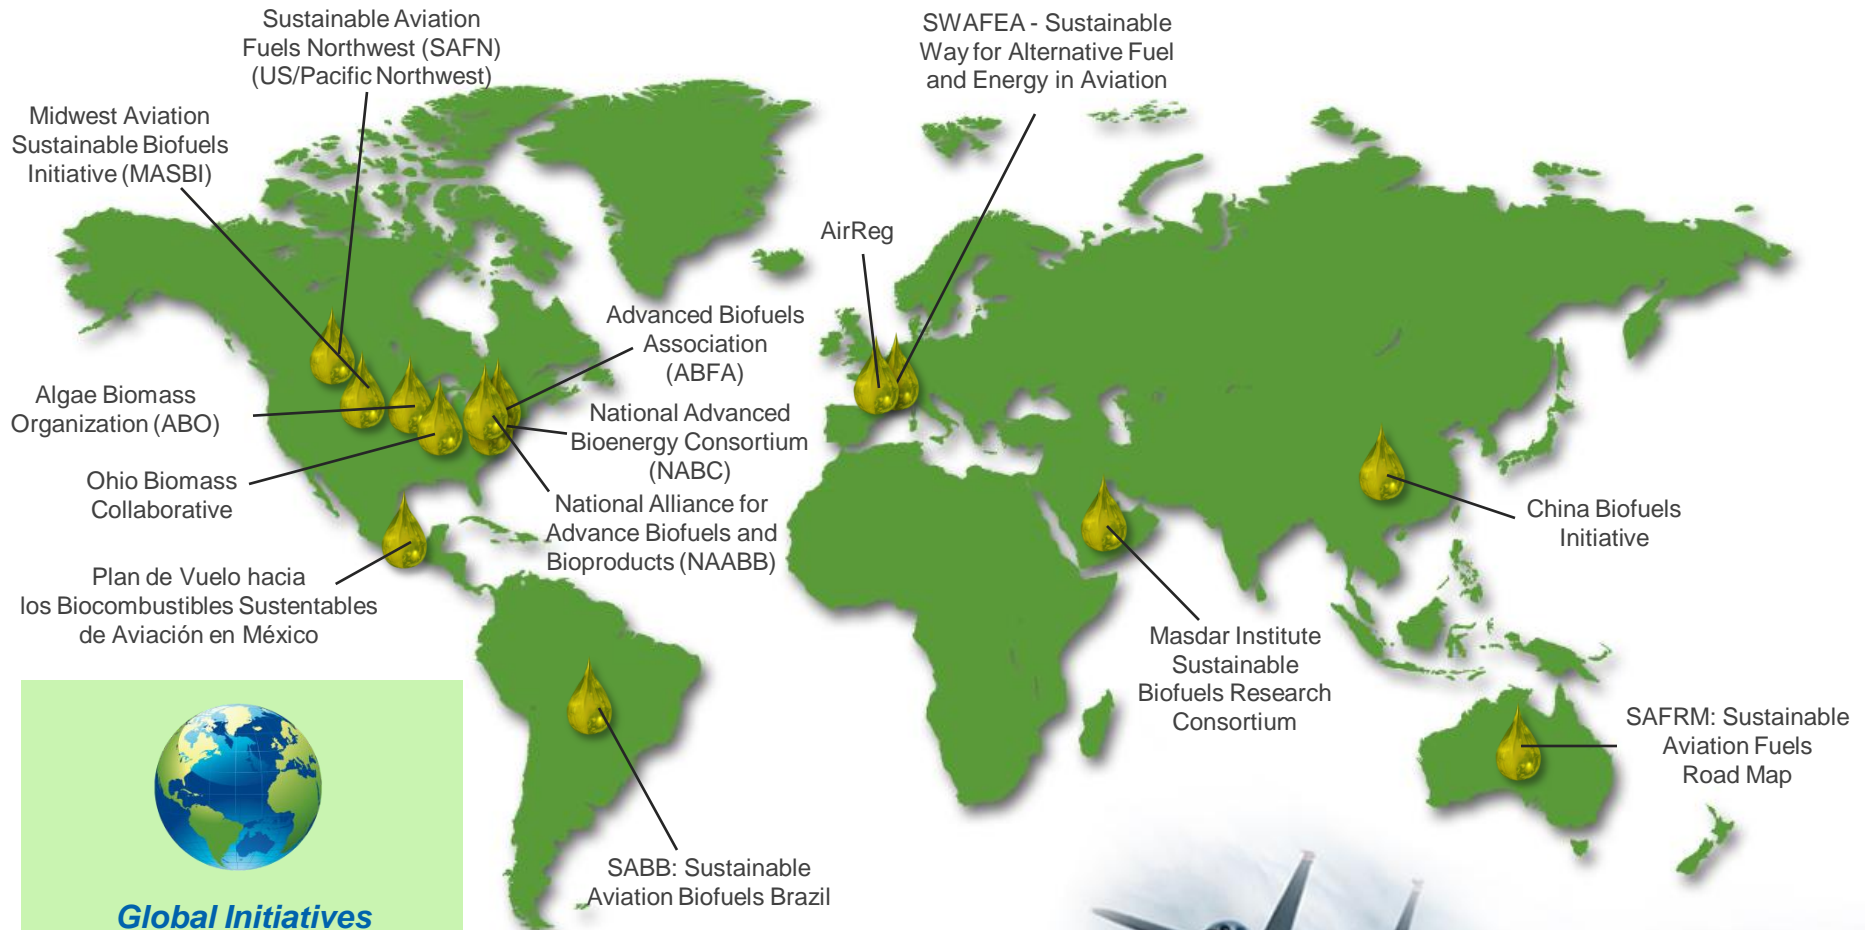 Sustainable Aviation
Fuels Northwest (SAFN)
(US/Pacific Northwest)
SWAFEA - Sustainable
Way for Alternative Fuel
and Energy in Aviation
Midwest Aviation
Sustainable Biofuels
Initiative (MASBI)
AirReg
Advanced Biofuels
Association
(ABFA)
Algae Biomass
Organization (ABO)
National Advanced
Bioenergy Consortium
(NABC)
Ohio Biomass
Collaborative
National Alliance for
Advance Biofuels and
Bioproducts (NAABB)
China Biofuels
Initiative
Plan de Vuelo hacia
los Biocombustibles Sustentables
de Aviación en México
Masdar Institute
Sustainable
Biofuels Research
Consortium
SAFRM: Sustainable
Aviation Fuels
Road Map
SABB: Sustainable
Aviation Biofuels Brazil
Global Initiatives